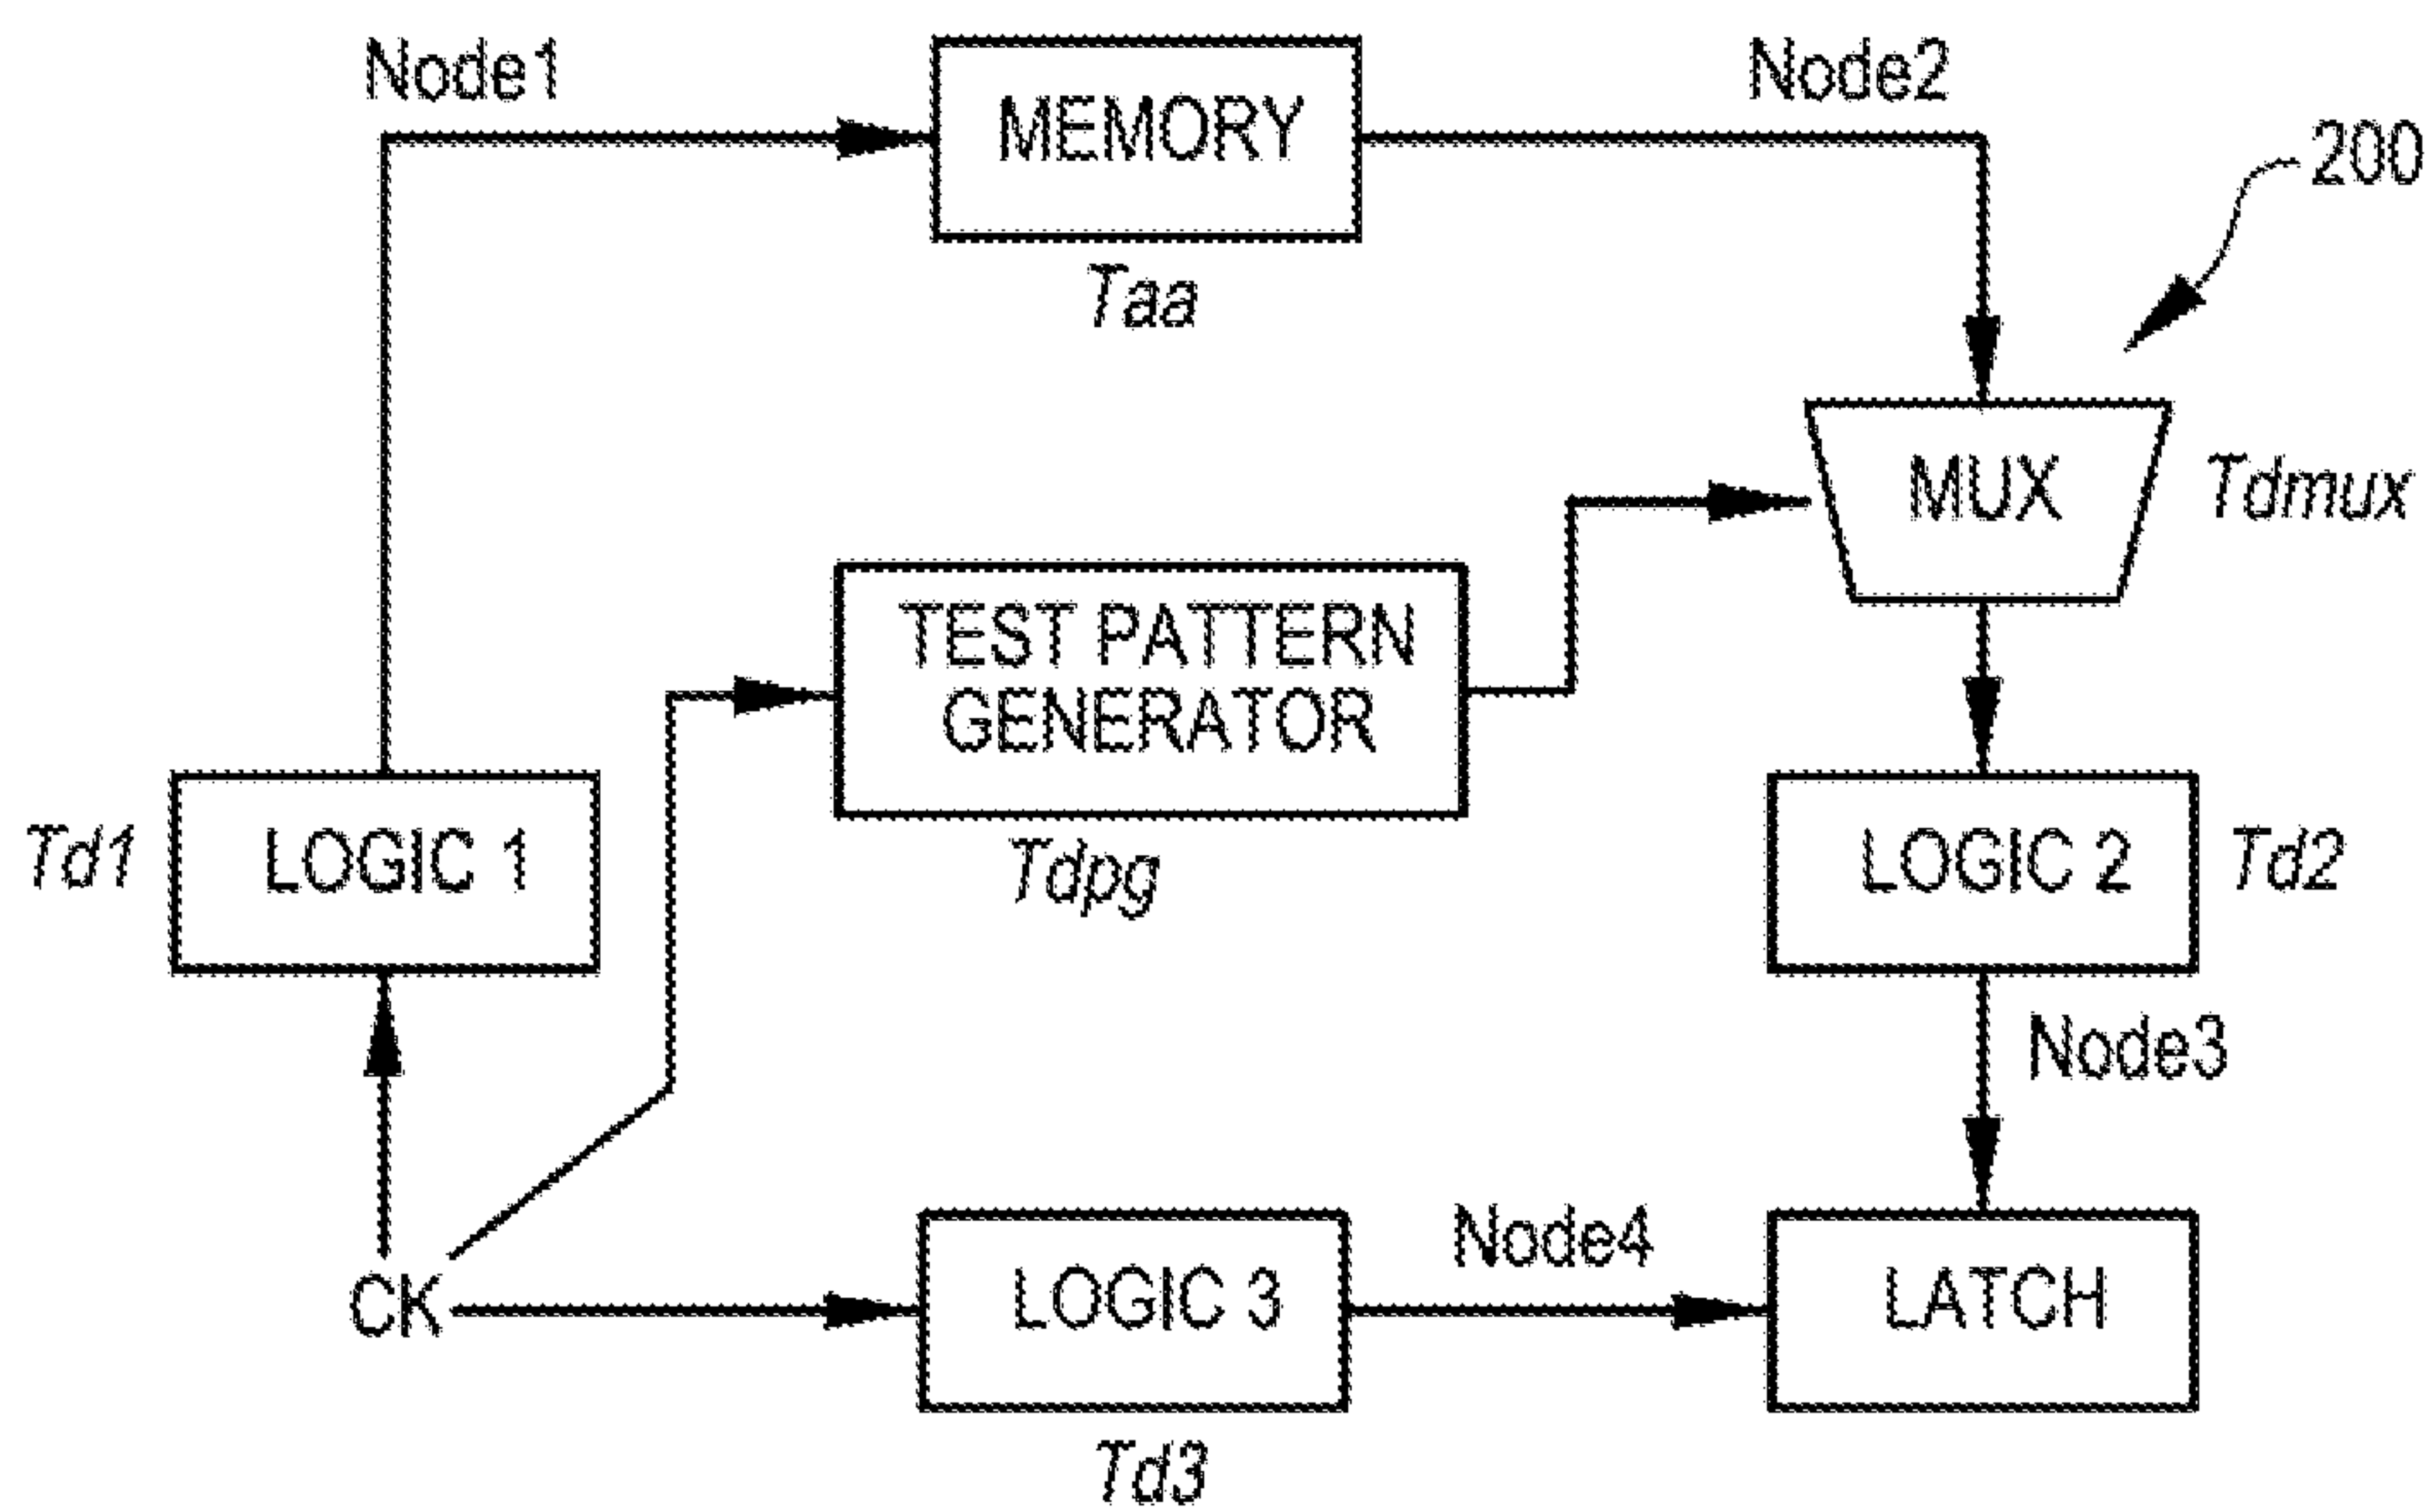 Node1
MEMORY
Node2
200
Taa
MUX
Tdmux
TEST PATTERN
GENERATOR
Tdpg
Td1
LOGIC 1
LOGIC 2
Td2
Node3
CK
LOGIC 3
Node4
LATCH
Td3